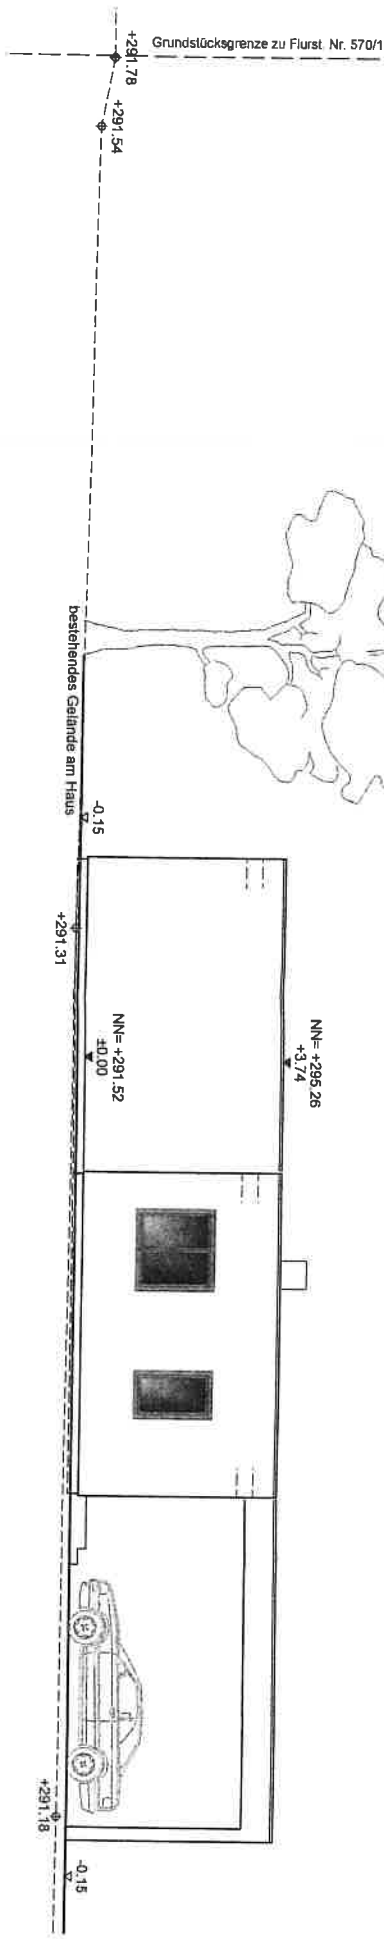 Grundstücksgrenze zu Flurst. Nr. 570/1
+291.78
+291.54
bestehendes Gelände am Haus
-0.15
+291.31
NN= +295.26
+3.74
NN= +291.52
±0.00
+291.18
-0.15